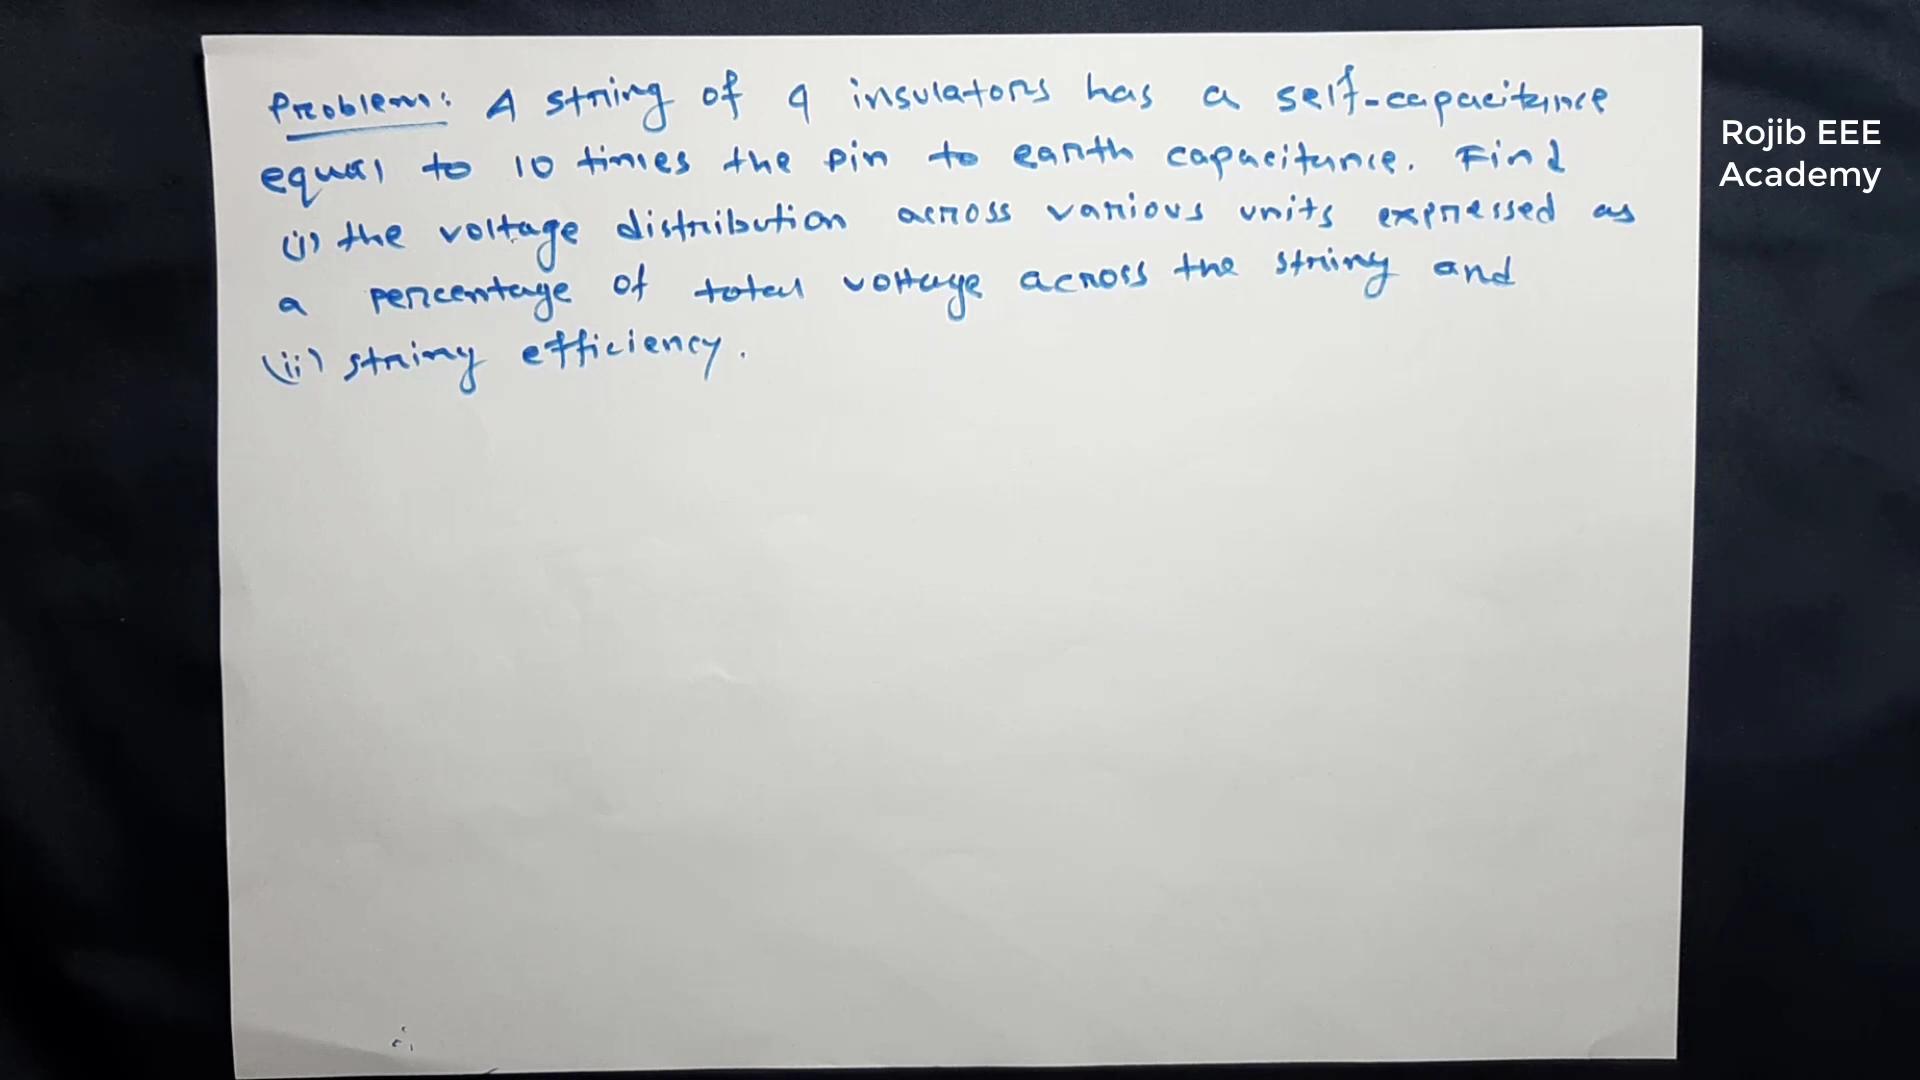 Problem: A string of 4 insulators has a self-capacitance
equal to 10 times the pin to earth capacitance. Find
(i) the voltage distribution across various units expressed as
a percentage of total voltage across the string and
(ii) string efficiency.
Rojib EEE
Academy